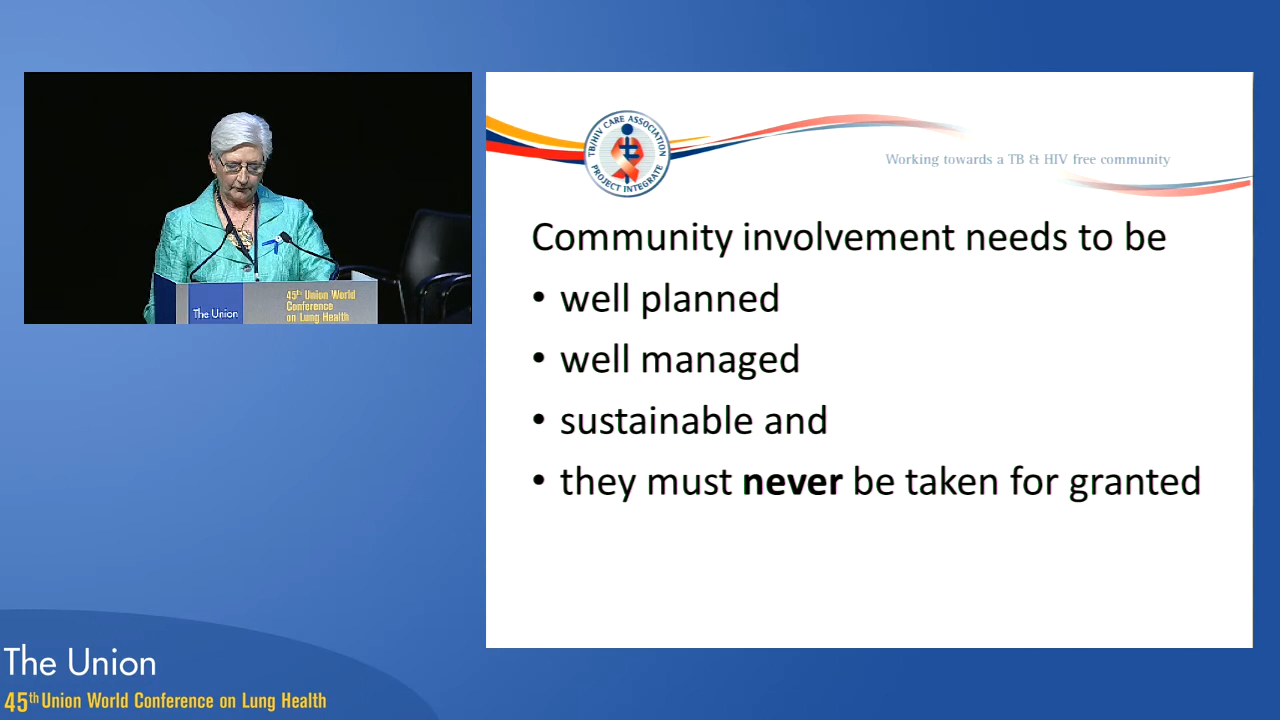 The Union
45th Union World
Conference
on Lung Health
TB/HIV CARE ASSOCIATION
PROJECT INTEGRATE
Working towards a TB & HIV free community
Community involvement needs to be
• well planned
• well managed
• sustainable and
• they must never be taken for granted
The Union
45th Union World Conference on Lung Health